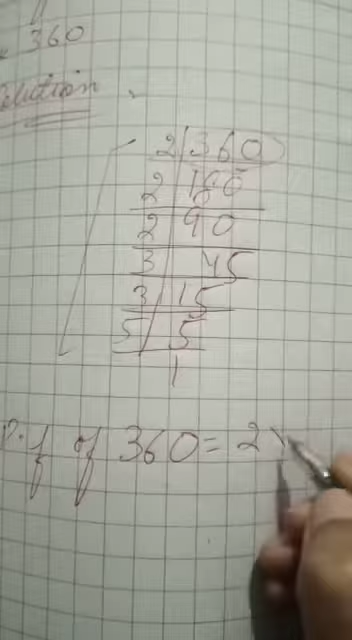 360
Solution
2 | 360
2 | 180
2 | 90
3 | 45
3 | 15
5 | 5
1
P.f of 360 = 2 ×